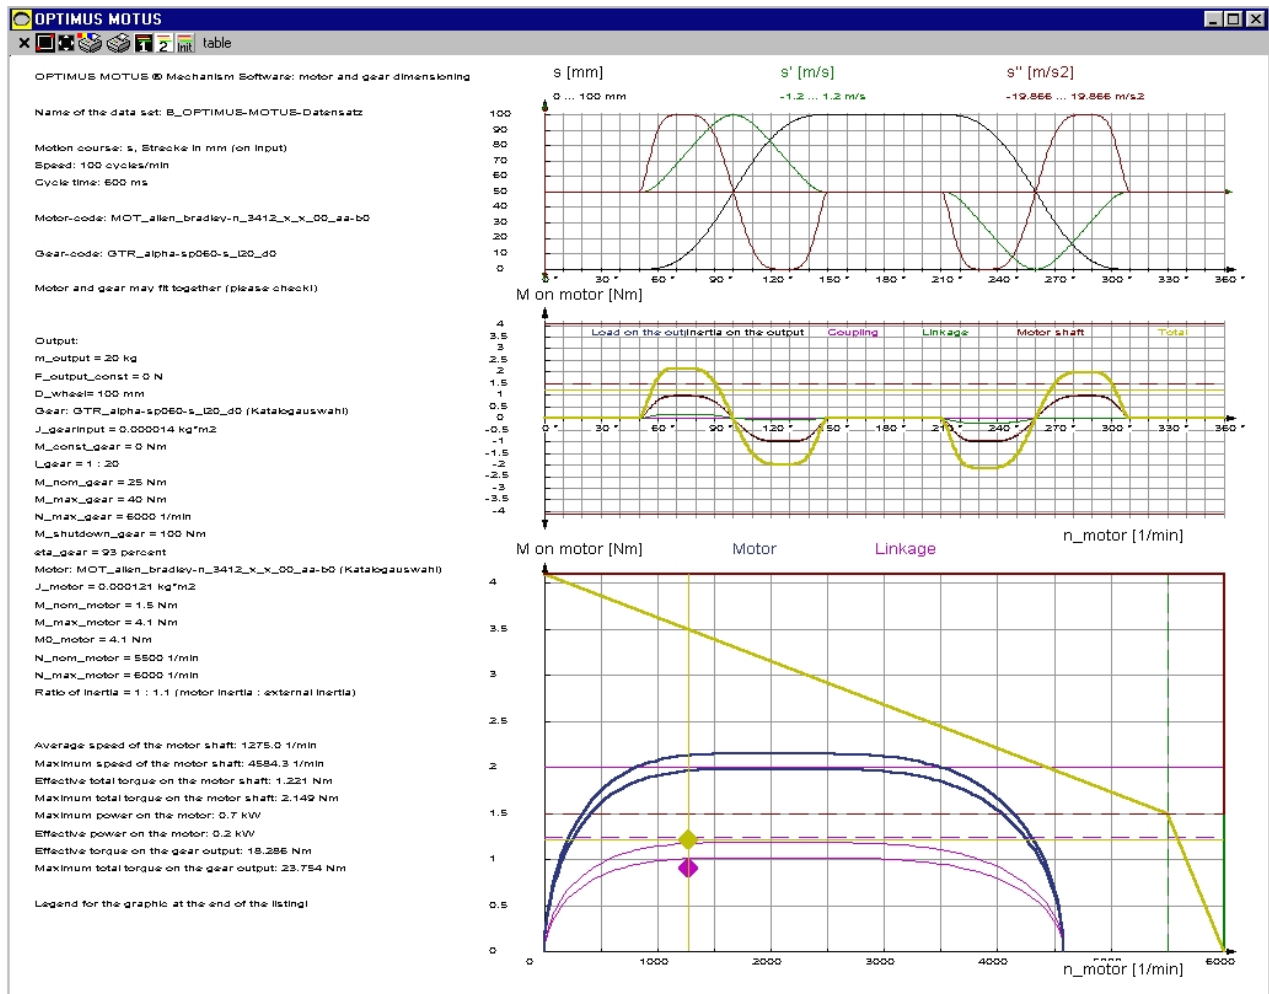 OPTIMUS MOTUS
1 2 Init table
OPTIMUS MOTUS ® Mechanism Software: motor and gear dimensioning
Name of the data set: B_OPTIMUS-MOTUS-Datensatz
Motion course: s, Strecke in mm (on input)
Speed: 100 cycles/min
Cycle time: 600 ms
Motor-code: MOT_allen_bradley-n_3412_x_x_00_aa-b0
Gear-code: GTR_alpha-sp060-s_i20_d0
Motor and gear may fit together (please check!)
Output:
m_output = 20 kg
F_output_const = 0 N
D_wheel= 100 mm
Gear: GTR_alpha-sp060-s_i20_d0 (Katalogauswahl)
J_gearinput = 0.000014 kg*m2
M_const_gear = 0 Nm
i_gear = 1 : 20
M_nom_gear = 25 Nm
M_max_gear = 40 Nm
N_max_gear = 6000 1/min
M_shutdown_gear = 100 Nm
eta_gear = 93 percent
Motor: MOT_allen_bradley-n_3412_x_x_00_aa-b0 (Katalogauswahl)
J_motor = 0.000121 kg*m2
M_nom_motor = 1.5 Nm
M_max_motor = 4.1 Nm
M0_motor = 4.1 Nm
N_nom_motor = 5500 1/min
N_max_motor = 6000 1/min
Ratio of inertia = 1 : 1.1 (motor inertia : external inertia)
Average speed of the motor shaft: 1275.0 1/min
Maximum speed of the motor shaft: 4584.3 1/min
Effective total torque on the motor shaft: 1.221 Nm
Maximum total torque on the motor shaft: 2.149 Nm
Maximum power on the motor: 0.7 kW
Effective power on the motor: 0.2 kW
Effective torque on the gear output: 18.286 Nm
Maximum total torque on the gear output: 23.754 Nm
Legend for the graphic at the end of the listing!
s [mm] s' [m/s] s'' [m/s2]
0 ... 100 mm -1.2 ... 1.2 m/s -19.866 ... 19.866 m/s2
100
90
80
70
60
50
40
30
20
10
0
0° 30° 60° 90° 120° 150° 180° 210° 240° 270° 300° 330° 360°
M on motor [Nm]
Load on the out Inertia on the output Coupling Linkage Motor shaft Total
4
3.5
3
2.5
2
1.5
1
0.5
0
-0.5
-1
-1.5
-2
-2.5
-3
-3.5
-4
0° 30° 60° 90° 120° 150° 180° 210° 240° 270° 300° 330° 360°
n_motor [1/min]
M on motor [Nm] Motor Linkage
4
3.5
3
2.5
2
1.5
1
0.5
0
0 1000 2000 3000 4000 5000 6000
n_motor [1/min]